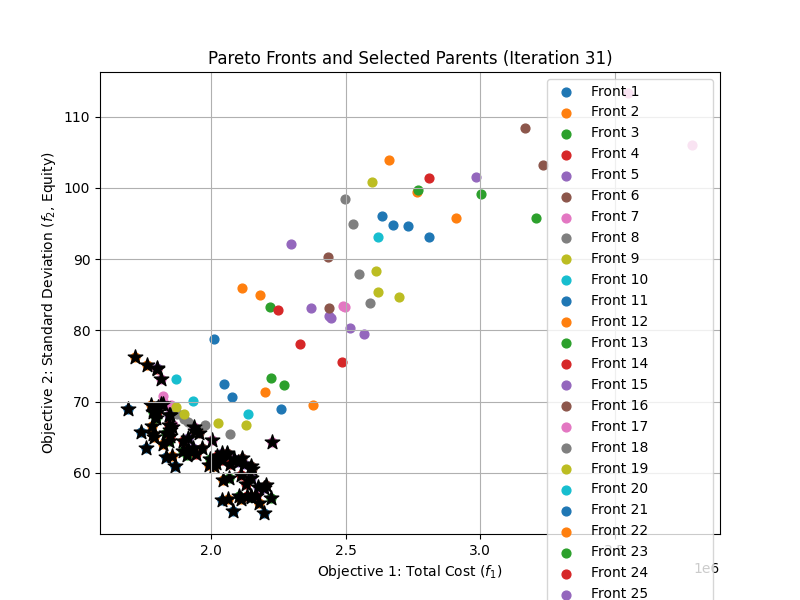 Pareto Fronts and Selected Parents (Iteration 31)
Objective 2: Standard Deviation (f₂, Equity)
110
100
90
80
70
60
2.0
2.5
3.0
1e6
Objective 1: Total Cost (f₁)
Front 1
Front 2
Front 3
Front 4
Front 5
Front 6
Front 7
Front 8
Front 9
Front 10
Front 11
Front 12
Front 13
Front 14
Front 15
Front 16
Front 17
Front 18
Front 19
Front 20
Front 21
Front 22
Front 23
Front 24
Front 25